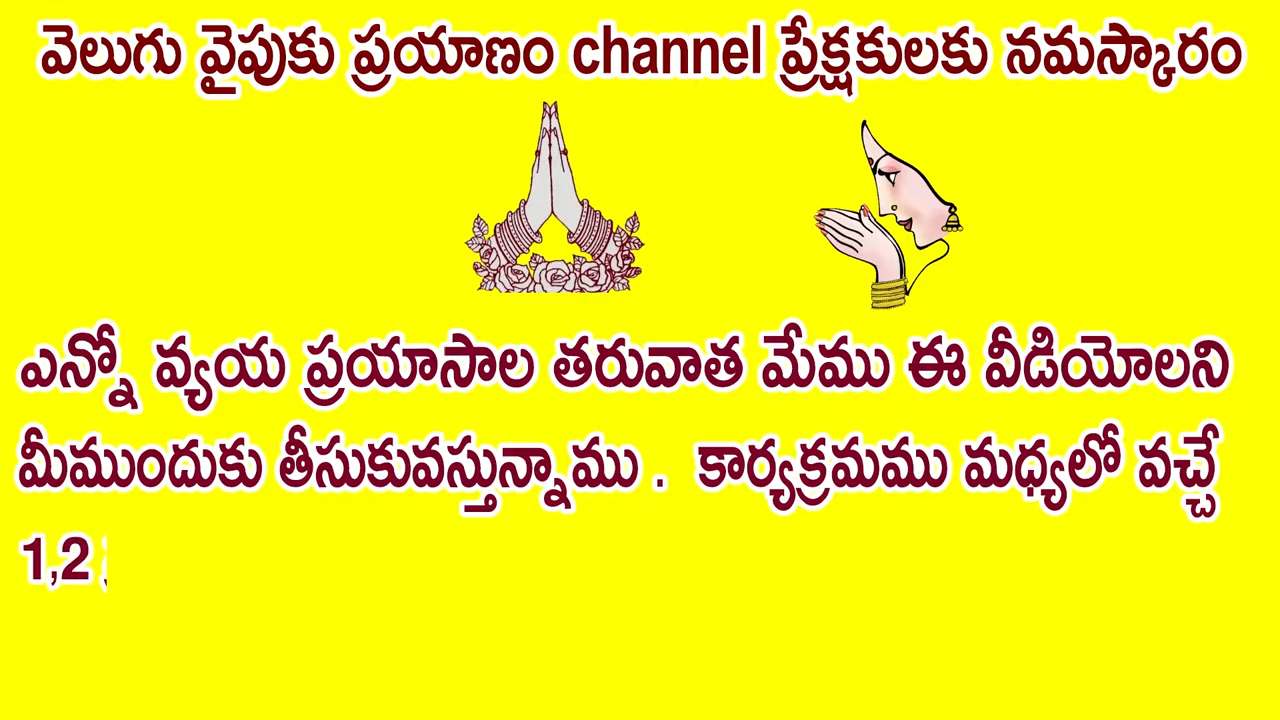 వెలుగు వైపుకు ప్రయాణం channel ప్రేక్షకులకు నమస్కారం
ఎన్నో వ్యయ ప్రయాసాల తరువాత మేము ఈ వీడియోలని
మీముందుకు తీసుకువస్తున్నాము . కార్యక్రమము మధ్యలో వచ్చే
1,2